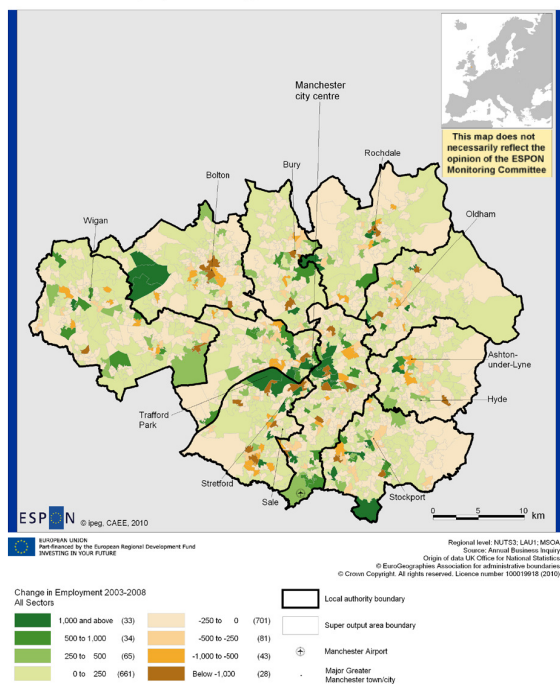 This map does not
necessarily reflect the
opinion of the ESPON
Monitoring Committee
Manchester
city centre
Rochdale
Bury
Bolton
Oldham
Wigan
Ashton-
under-Lyne
Hyde
Trafford
Park
Stretford
Sale
Stockport
0 5 10 km
ESPON © ipeg, CAEE, 2010
EUROPEAN UNION
Part-financed by the European Regional Development Fund
INVESTING IN YOUR FUTURE
Regional level: NUTS3; LAU1; MSOA
Source: Annual Business Inquiry
Origin of data UK Office for National Statistics
© EuroGeographies Association for administrative boundaries
© Crown Copyright. All rights reserved. Licence number 100019918 (2010)
Change in Employment 2003-2008
All Sectors
1,000 and above (33)
500 to 1,000 (34)
250 to 500 (65)
0 to 250 (661)
-250 to 0 (701)
-500 to -250 (81)
-1,000 to -500 (43)
Below -1,000 (28)
Local authority boundary
Super output area boundary
Manchester Airport
Major Greater
Manchester town/city